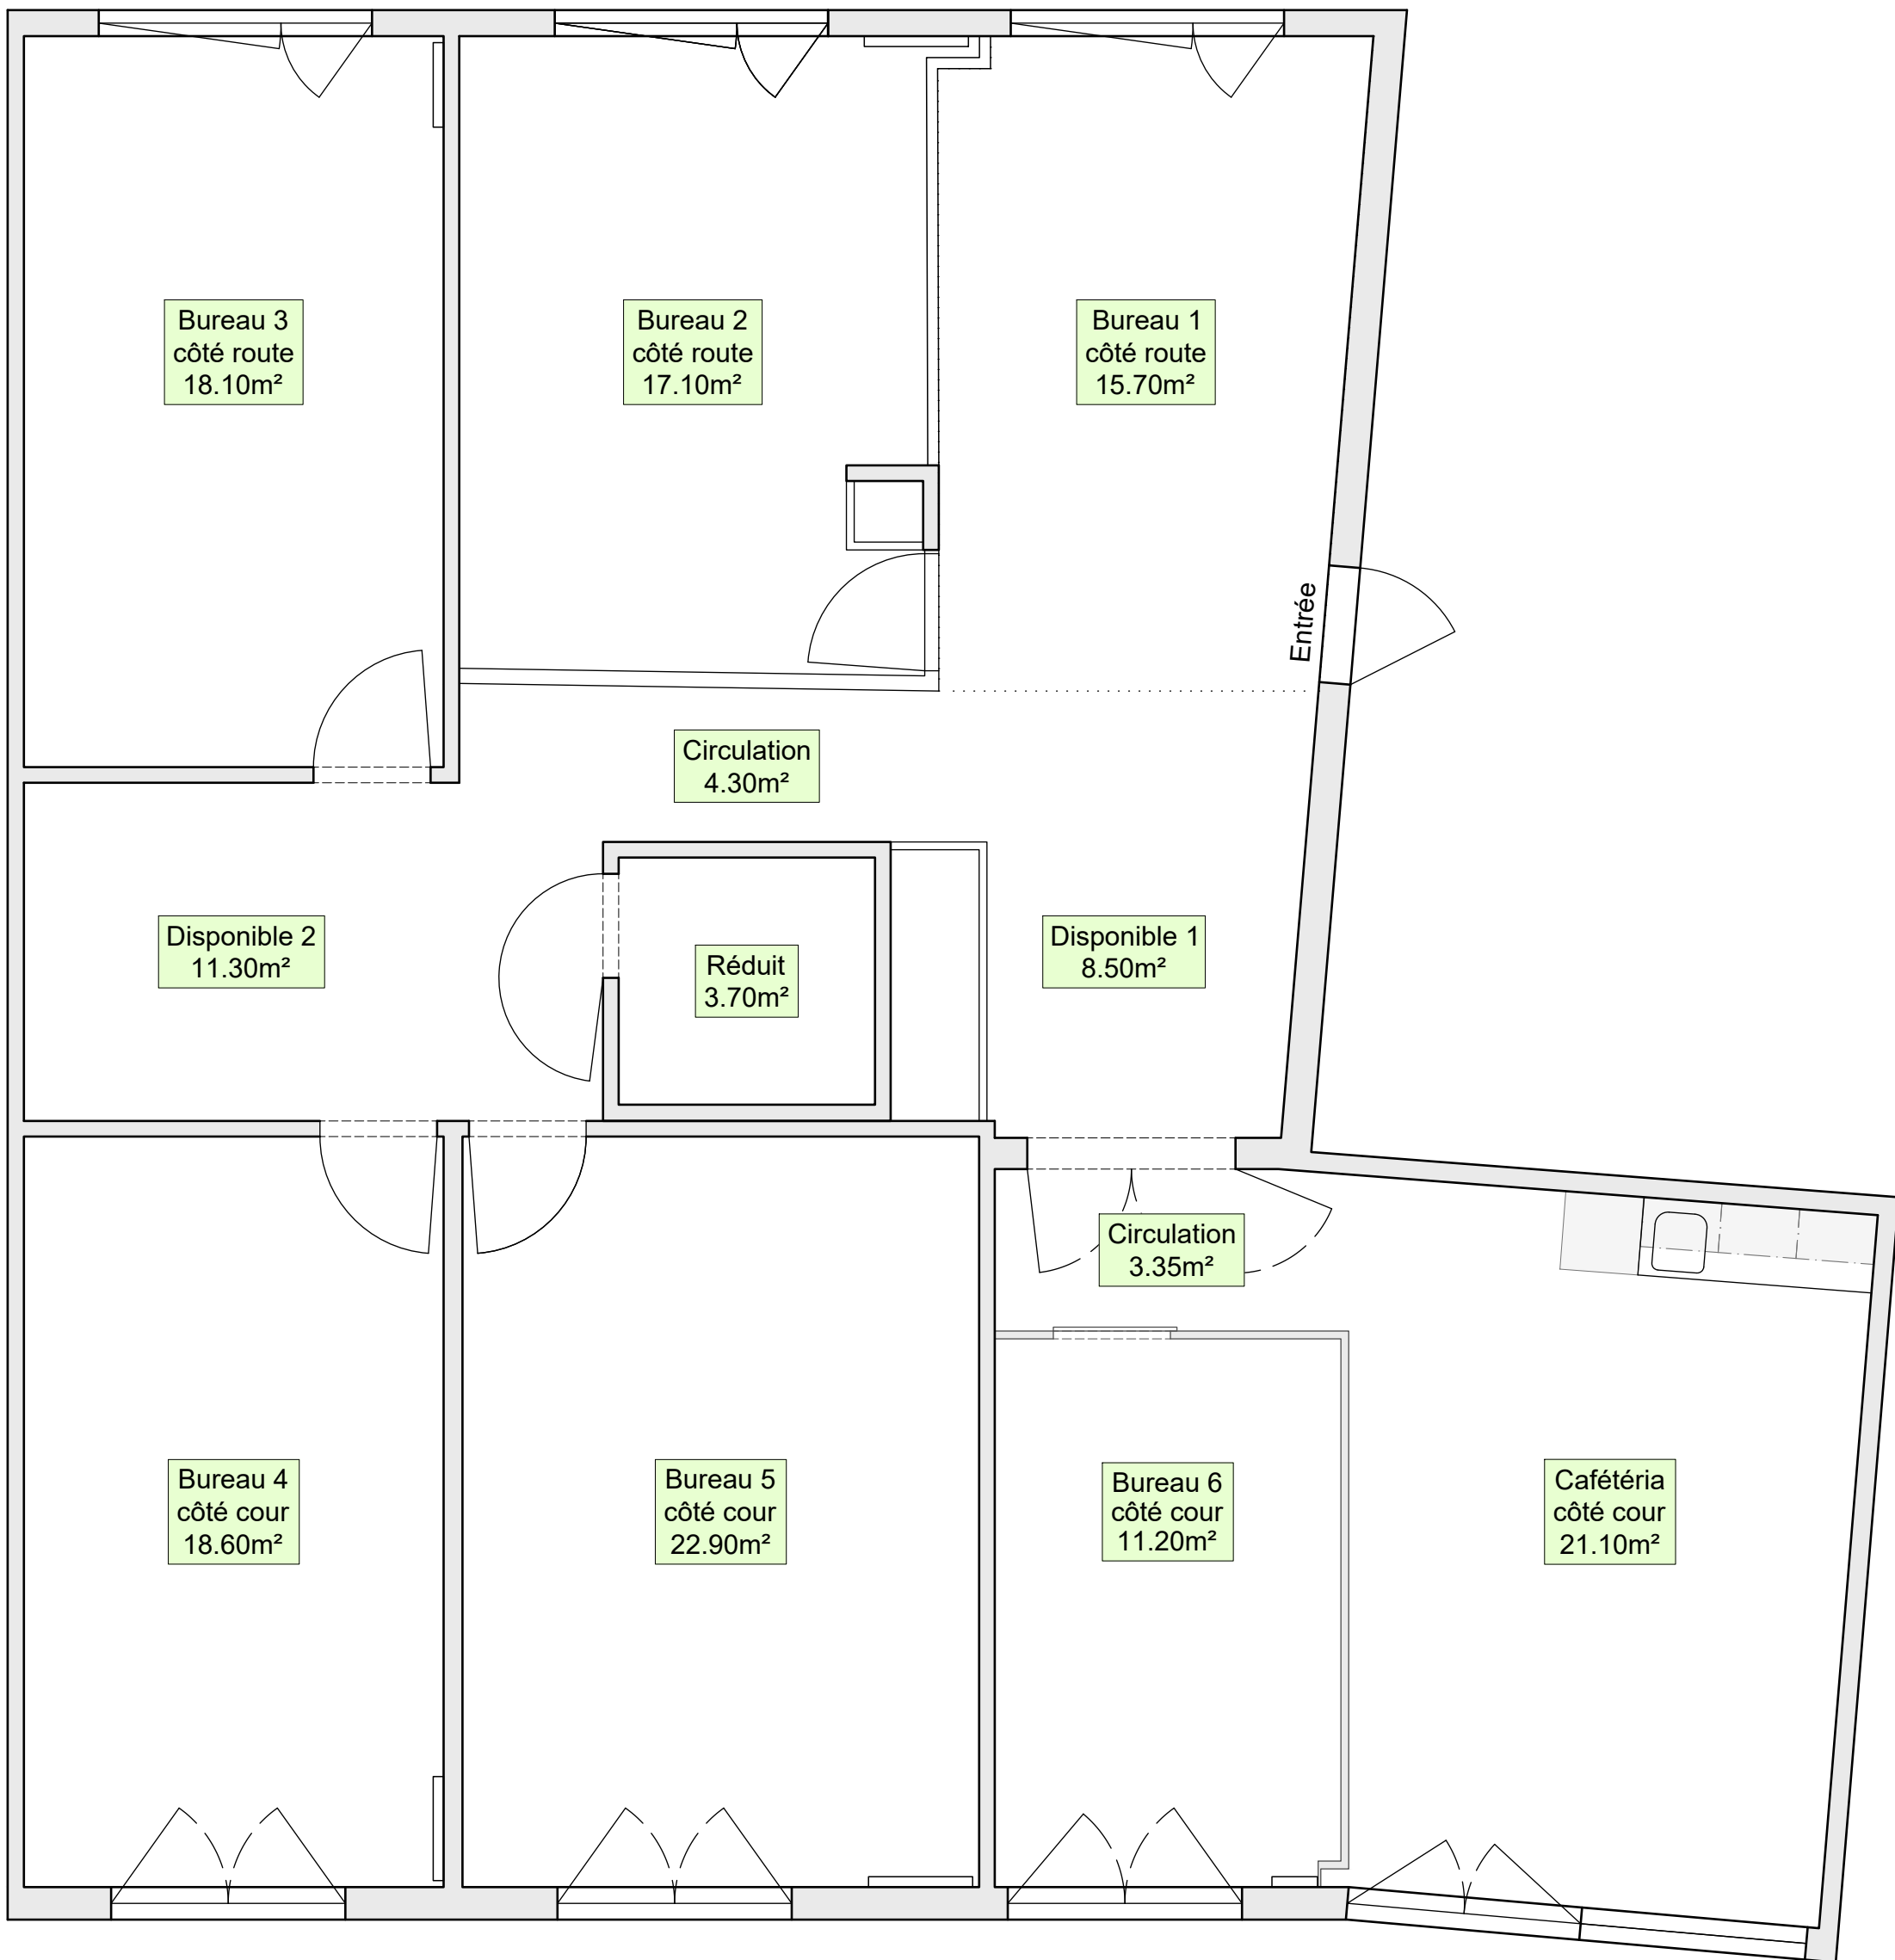 Bureau 3
côté route
18.10m²
Bureau 2
côté route
17.10m²
Bureau 1
côté route
15.70m²
Entrée
Circulation
4.30m²
Disponible 2
11.30m²
Réduit
3.70m²
Disponible 1
8.50m²
Circulation
3.35m²
Bureau 4
côté cour
18.60m²
Bureau 5
côté cour
22.90m²
Bureau 6
côté cour
11.20m²
Cafétéria
côté cour
21.10m²